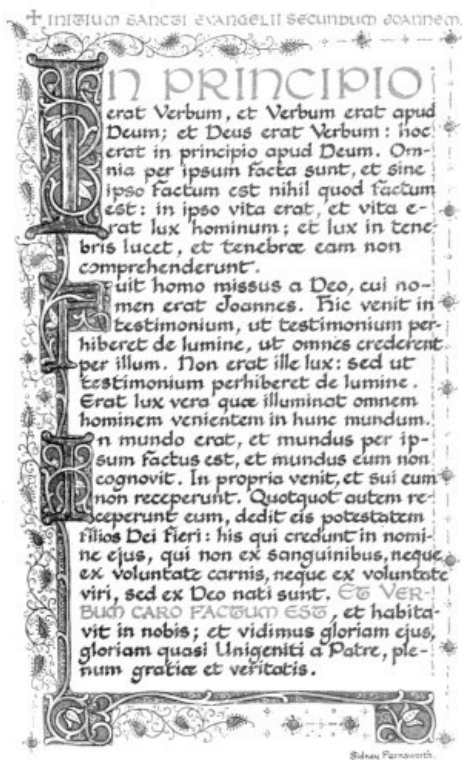 ✢ INITIUM SANCTI EVANGELII SECUNDUM JOANNEM.
IN PRINCIPIO
erat Verbum, et Verbum erat apud
Deum; et Deus erat Verbum: hoc
erat in principio apud Deum. Om-
nia per ipsum facta sunt, et sine
ipso factum est nihil quod factum
est: in ipso vita erat, et vita e-
rat lux hominum; et lux in tene-
bris lucet, et tenebræ eam non
comprehenderunt.
Fuit homo missus a Deo, cui no-
men erat Joannes. Hic venit in
testimonium, ut testimonium per-
hiberet de lumine, ut omnes crederent
per illum. Non erat ille lux: sed ut
testimonium perhiberet de lumine.
Erat lux vera quæ illuminat omnem
hominem venientem in hunc mundum.
In mundo erat, et mundus per ip-
sum factus est, et mundus eum non
cognovit. In propria venit, et sui eum
non receperunt. Quotquot autem re-
ceperunt eum, dedit eis potestatem
filios Dei fieri: his qui credunt in nomi-
ne ejus, qui non ex sanguinibus, neque
ex voluntate carnis, neque ex voluntate
viri, sed ex Deo nati sunt. ET VER-
BUM CARO FACTUM EST, et habita-
vit in nobis; et vidimus gloriam ejus,
gloriam quasi Unigeniti a Patre, ple-
num gratiæ et veritatis.
Sidney Farnsworth.